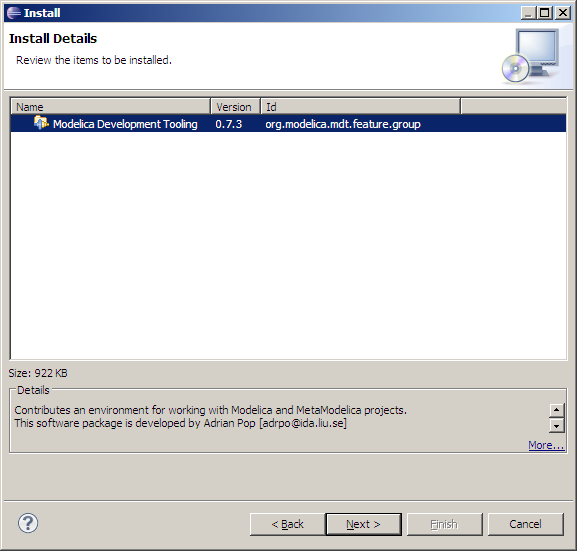 Install
Install Details
Review the items to be installed.
Name Version Id
Modelica Development Tooling 0.7.3 org.modelica.mdt.feature.group
Size: 922 KB
Details
Contributes an environment for working with Modelica and MetaModelica projects.
This software package is developed by Adrian Pop [adrpo@ida.liu.se]
More...
? < Back Next > Finish Cancel